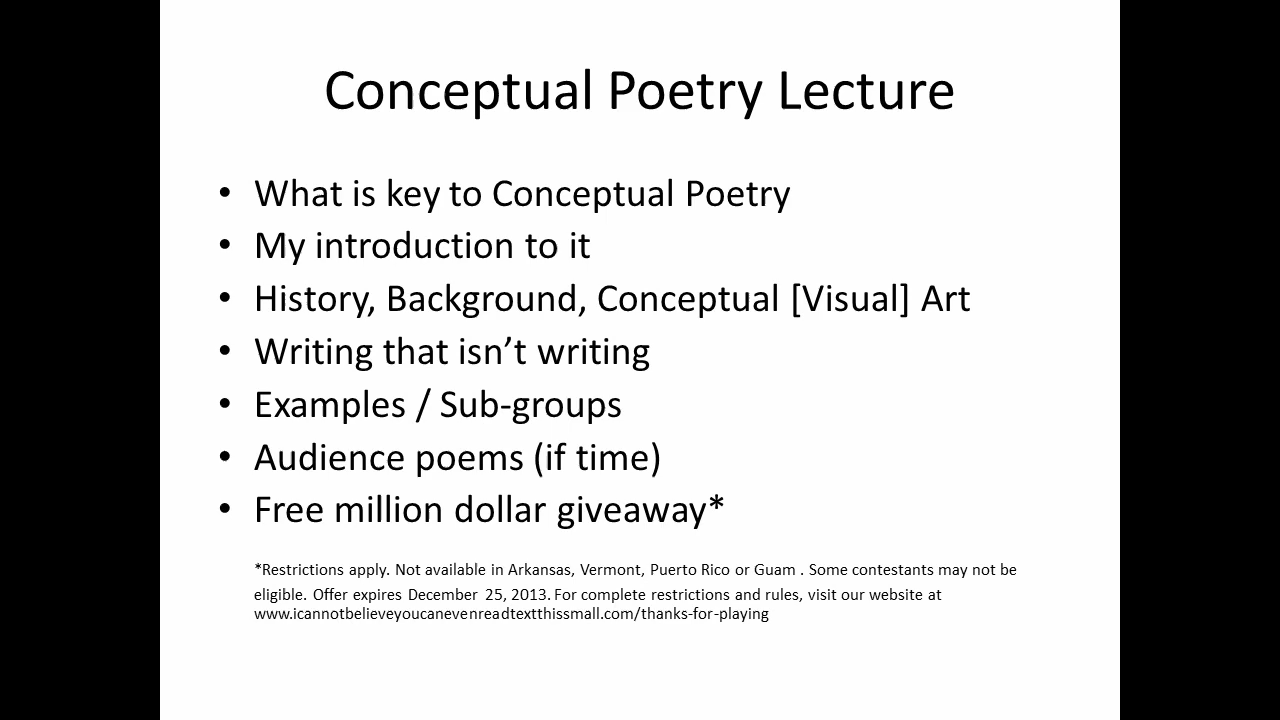 Conceptual Poetry Lecture
• What is key to Conceptual Poetry
• My introduction to it
• History, Background, Conceptual [Visual] Art
• Writing that isn’t writing
• Examples / Sub-groups
• Audience poems (if time)
• Free million dollar giveaway*
*Restrictions apply. Not available in Arkansas, Vermont, Puerto Rico or Guam . Some contestants may not be
eligible. Offer expires December 25, 2013. For complete restrictions and rules, visit our website at
www.icannotbelieveyoucanevenreadtextthissmall.com/thanks-for-playing